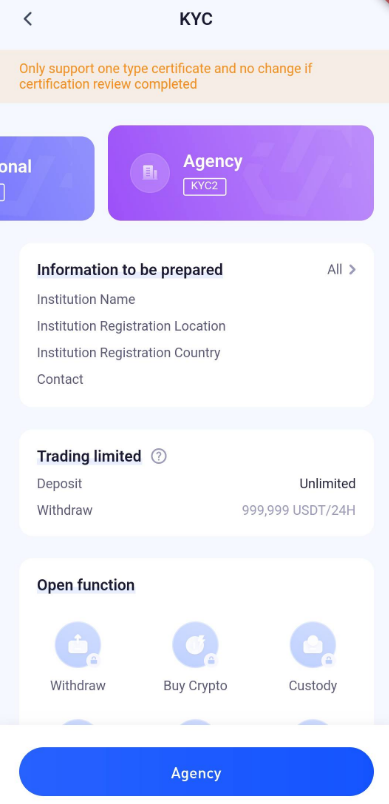 KYC
Only support one type certificate and no change if
certification review completed
onal
Agency
KYC2
Information to be prepared
All
Institution Name
Institution Registration Location
Institution Registration Country
Contact
Trading limited ?
Deposit Unlimited
Withdraw 999,999 USDT/24H
Open function
Withdraw Buy Crypto Custody
Agency